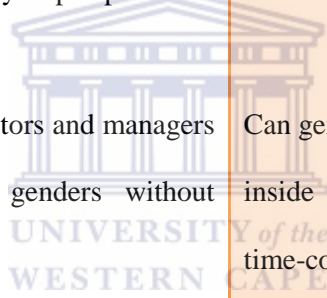 tors and managers
genders without
Can ge
inside
time-co
UNIVERSITY of the
WESTERN CAPE